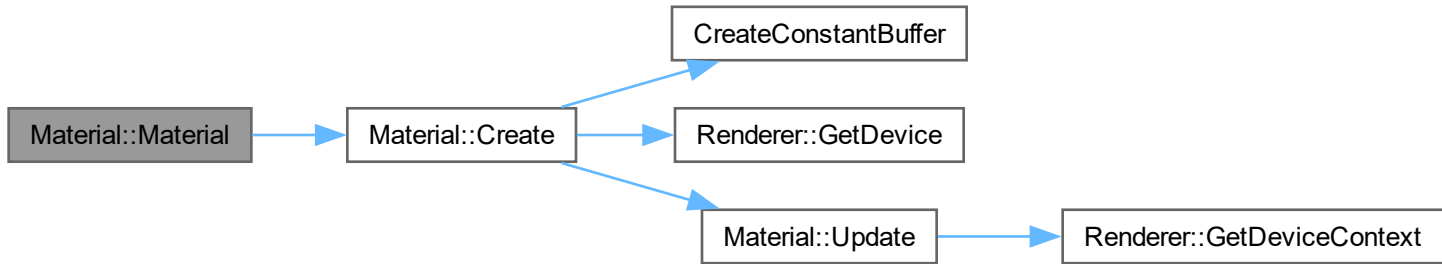 Material::Material
Material::Create
CreateConstantBuffer
Renderer::GetDevice
Material::Update
Renderer::GetDeviceContext